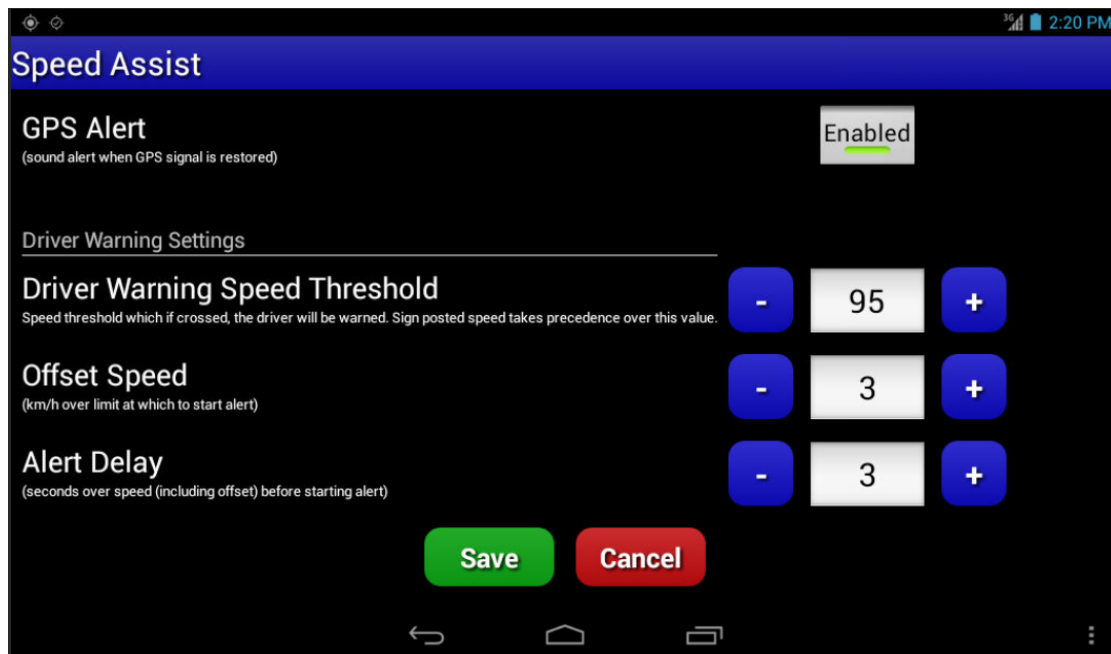 3G 2:20 PM
Speed Assist
GPS Alert
(sound alert when GPS signal is restored)
Enabled
Driver Warning Settings
Driver Warning Speed Threshold
Speed threshold which if crossed, the driver will be warned. Sign posted speed takes precedence over this value.
- 95 +
Offset Speed
(km/h over limit at which to start alert)
- 3 +
Alert Delay
(seconds over speed (including offset) before starting alert)
- 3 +
Save Cancel